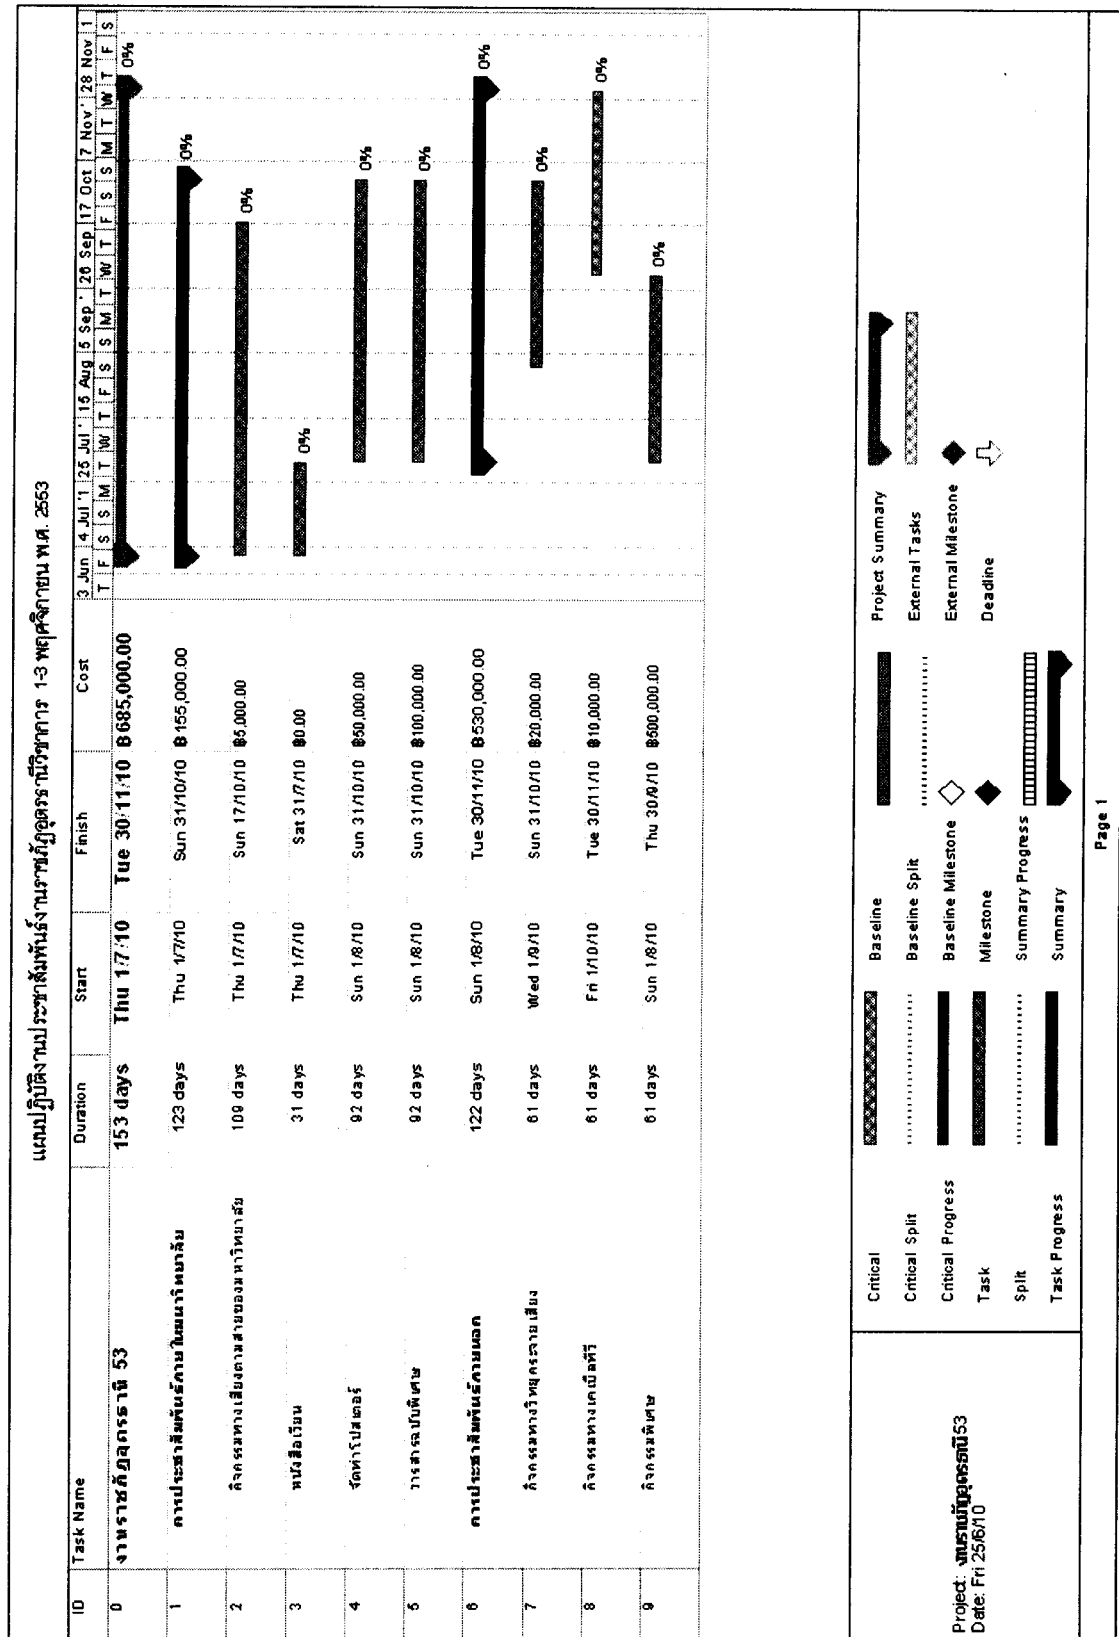 แผนปฏิบัติงานประชาสัมพันธ์งานราชภัฏอุดรธานีวิชาการ 1-3 พฤศจิกายน พ.ศ. 2553
ID Task Name Duration Start Finish Cost
3 Jun 4 Jul '1 25 Jul ' 15 Aug 5 Sep ' 26 Sep 17 Oct 7 Nov ' 28 Nov 1
T F S S M T W T F S S M T W T F S S M T W T F S
0 งานราชภัฏอุดรธานี 53 153 days Thu 1/7/10 Tue 30/11/10 ฿685,000.00 0%
1 การประชาสัมพันธ์ภายในมหาวิทยาลัย 123 days Thu 1/7/10 Sun 31/10/10 ฿155,000.00 0%
2 กิจกรรมทางเสียงตามสายของมหาวิทยาลัย 109 days Thu 1/7/10 Sun 17/10/10 ฿5,000.00 0%
3 หนังสือเวียน 31 days Thu 1/7/10 Sat 31/7/10 ฿0.00 0%
4 จัดทำโปสเตอร์ 92 days Sun 1/8/10 Sun 31/10/10 ฿50,000.00 0%
5 วารสารฉบับพิเศษ 92 days Sun 1/8/10 Sun 31/10/10 ฿100,000.00 0%
6 การประชาสัมพันธ์ภายนอก 122 days Sun 1/8/10 Tue 30/11/10 ฿530,000.00 0%
7 กิจกรรมทางวิทยุกระจายเสียง 61 days Wed 1/9/10 Sun 31/10/10 ฿20,000.00 0%
8 กิจกรรมทางเคเบิลทีวี 61 days Fri 1/10/10 Tue 30/11/10 ฿10,000.00 0%
9 กิจกรรมพิเศษ 61 days Sun 1/8/10 Thu 30/9/10 ฿500,000.00 0%
Project: งานราชภัฏอุดรธานี53
Date: Fri 25/6/10
Critical
Critical Split
Critical Progress
Task
Split
Task Progress
Baseline
Baseline Split
Baseline Milestone
Milestone
Summary Progress
Summary
Project Summary
External Tasks
External Milestone
Deadline
Page 1